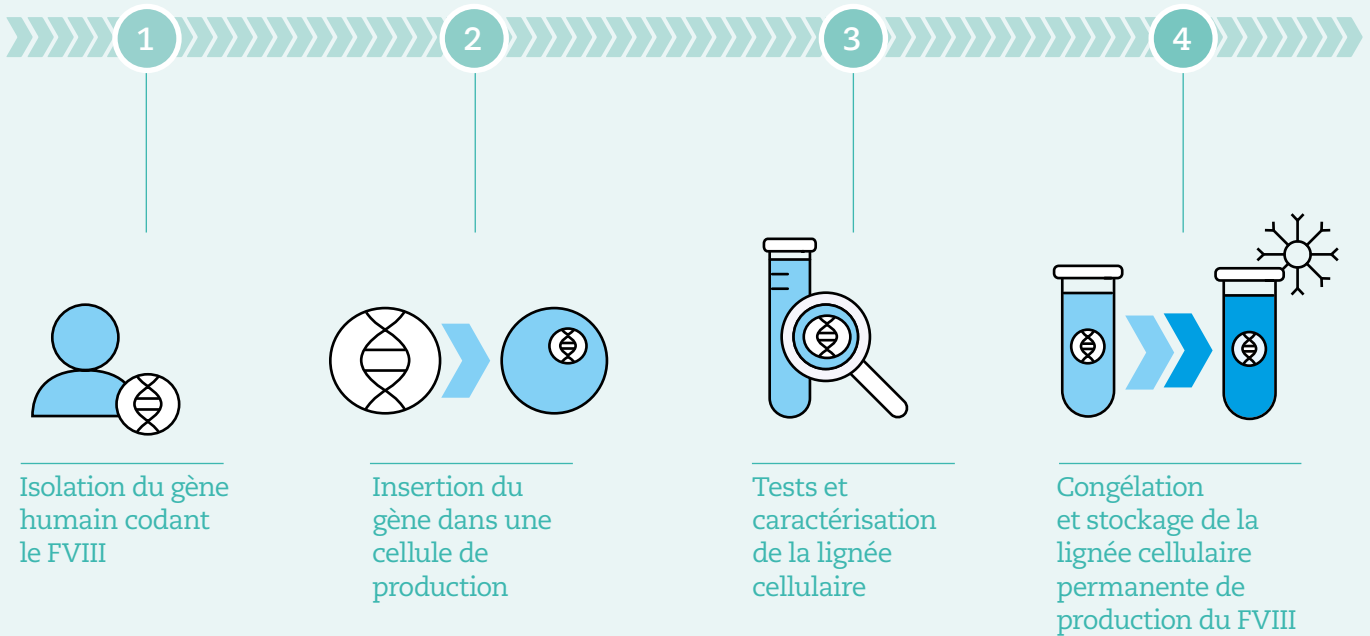 1
2
3
4
Isolation du gène
humain codant
le FVIII
Insertion du
gène dans une
cellule de
production
Tests et
caractérisation
de la lignée
cellulaire
Congélation
et stockage de la
lignée cellulaire
permanente de
production du FVIII